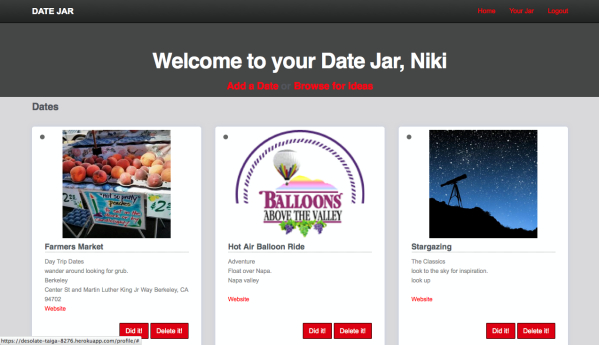 DATE JAR
Home Your Jar Logout
Welcome to your Date Jar, Niki
Add a Date or Browse for Ideas
Dates
$2
BALLOONS
ABOVE THE VALLEY
Farmers Market
Day Trip Dates
wander around looking for grub.
Berkeley
Center St and Martin Luther King Jr Way Berkeley, CA
94702
Website
Did it! Delete it!
Hot Air Balloon Ride
Adventure
Float over Napa.
Napa valley
Website
Did it! Delete it!
Stargazing
The Classics
look to the sky for inspiration.
look up
Website
Did it! Delete it!
https://desolate-taiga-8276.herokuapp.com/profile/#